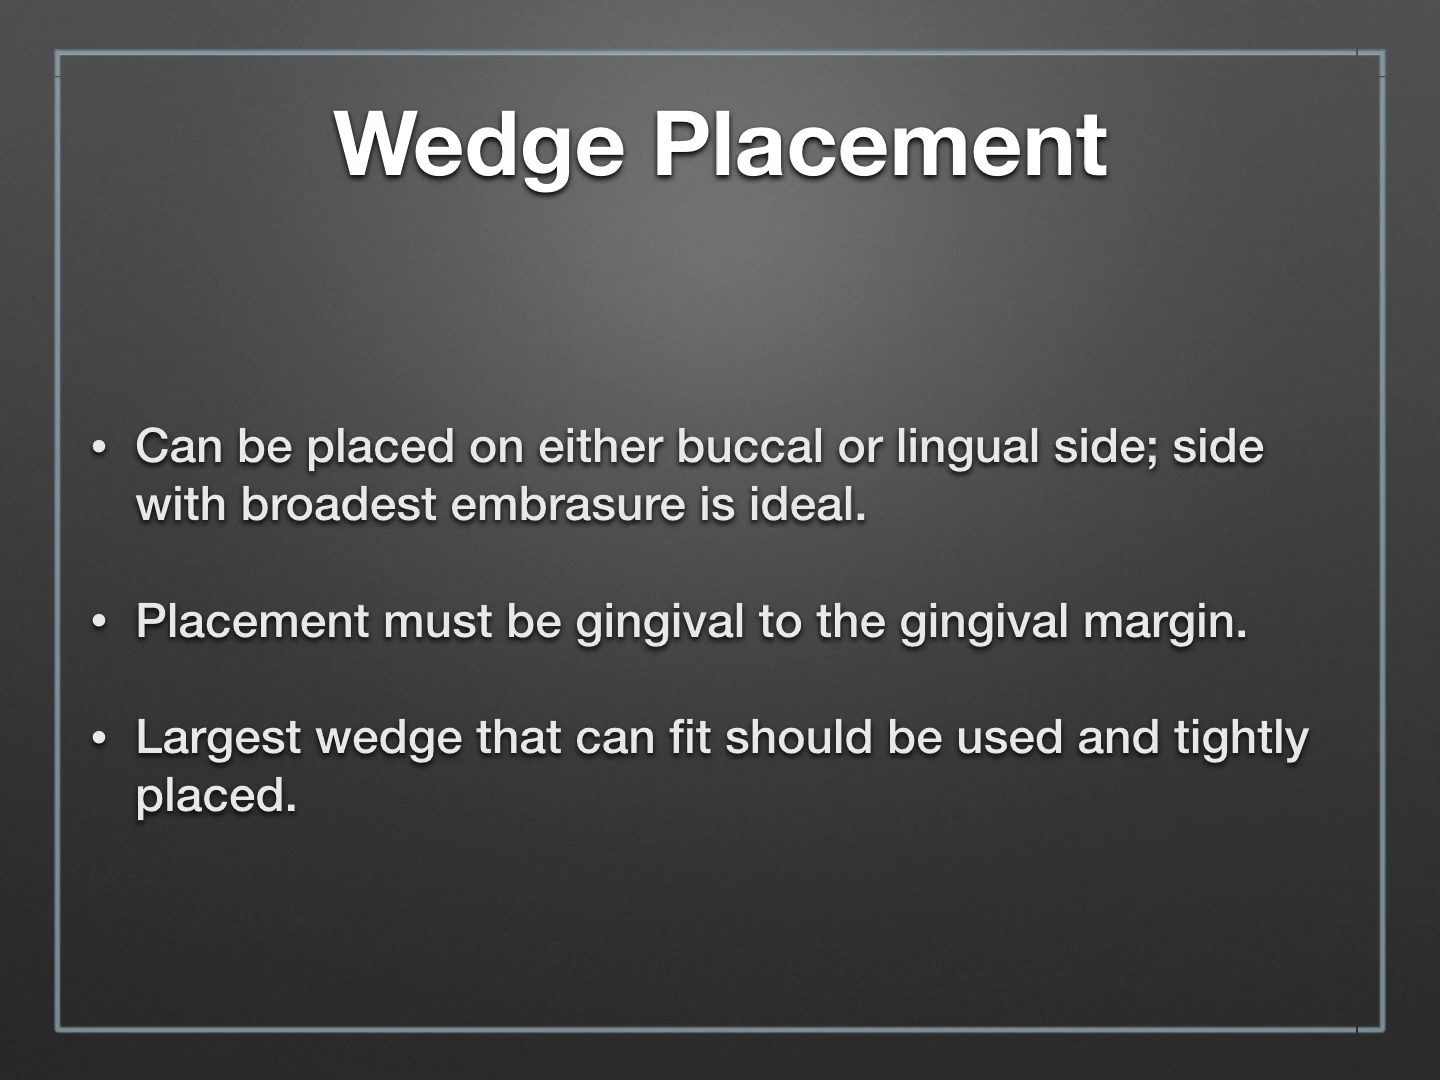 Wedge Placement
• Can be placed on either buccal or lingual side; side
with broadest embrasure is ideal.
• Placement must be gingival to the gingival margin.
• Largest wedge that can fit should be used and tightly
placed.